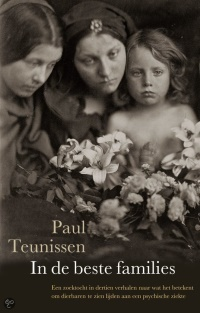 Paul
Teunissen
In de beste families
Een zoektocht in dertien verhalen naar wat het betekent
om dierbaren te zien lijden aan een psychische ziekte